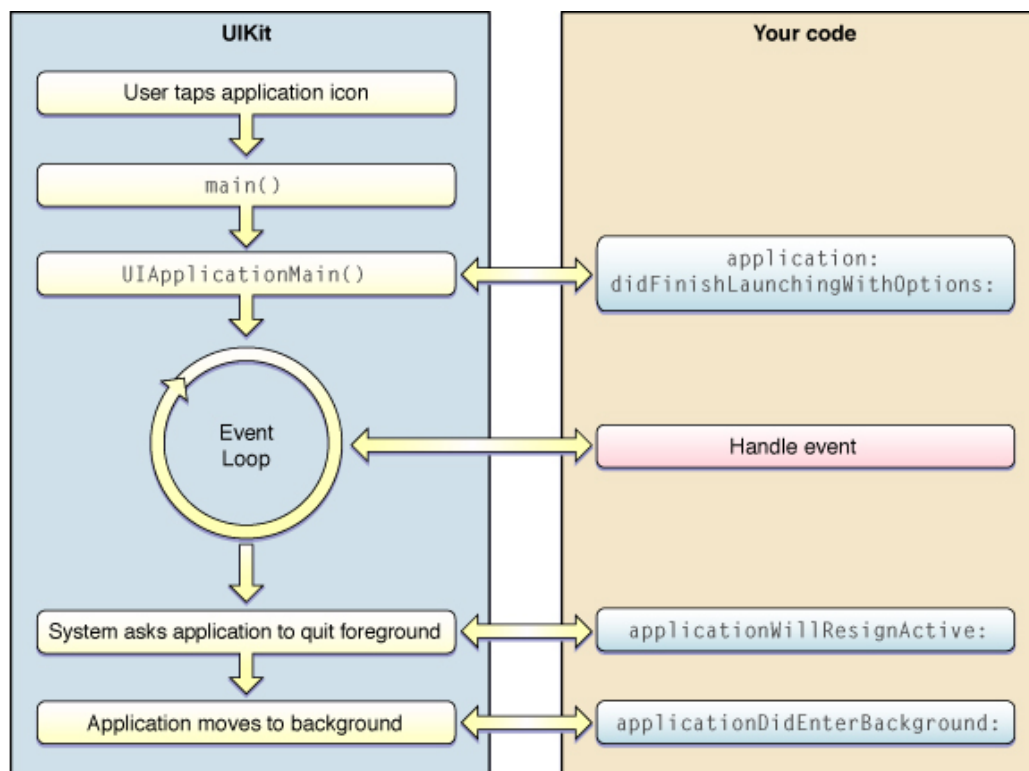 UIKit
Your code
User taps application icon
main()
UIApplicationMain()
application:
didFinishLaunchingWithOptions:
Event
Loop
Handle event
System asks application to quit foreground
applicationWillResignActive:
Application moves to background
applicationDidEnterBackground: